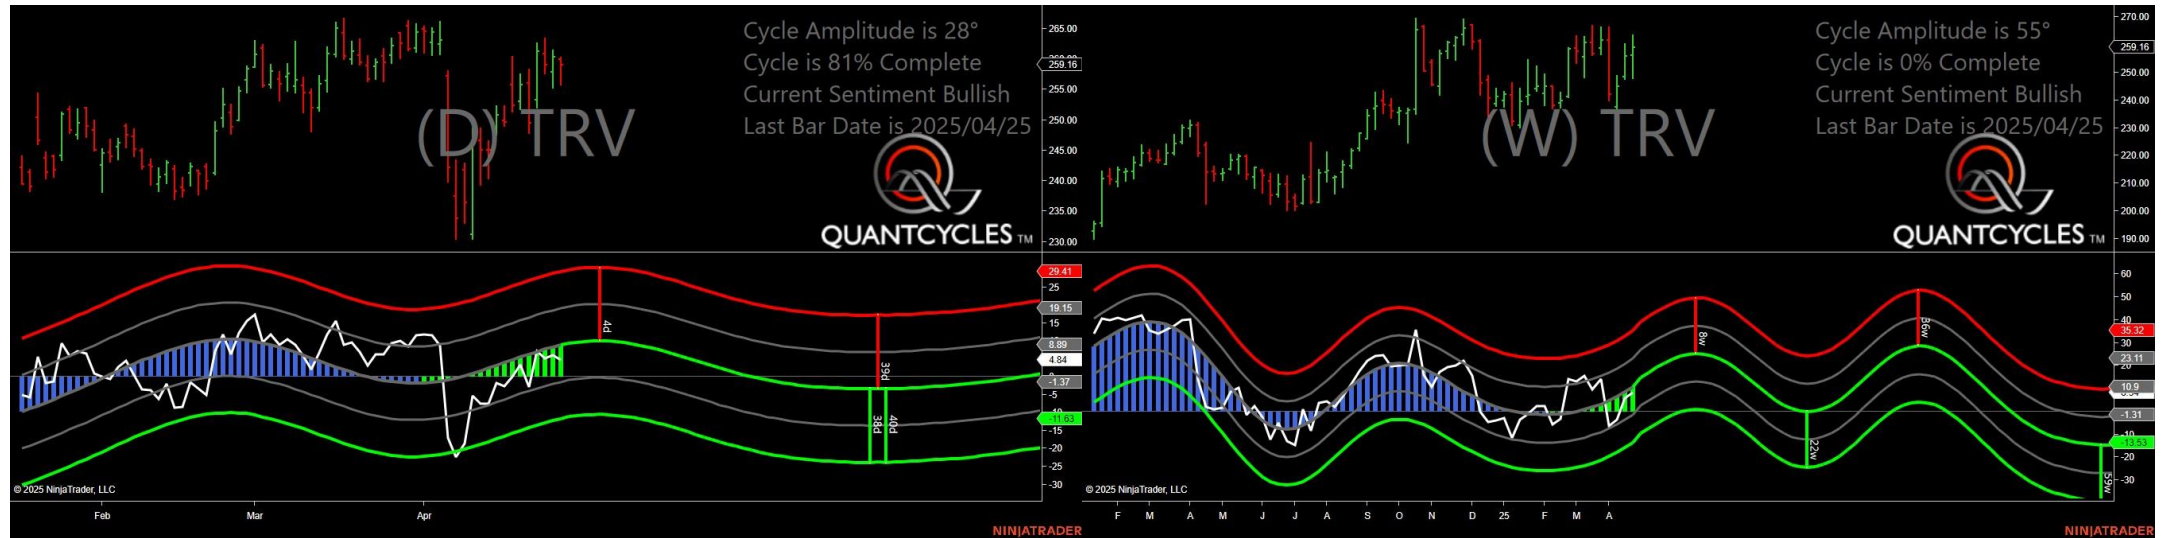 Cycle Amplitude is 28°
Cycle is 81% Complete
Current Sentiment Bullish
Last Bar Date is 2025/04/25
(D) TRV
QUANTCYCLES TM
265.00
259.16
255.00
250.00
245.00
240.00
235.00
230.00
29.41
25
19.15
15
8.89
4.84
0
-1.37
-5
-11.63
-15
-20
-25
-30
4d
39d
38d
40d
© 2025 NinjaTrader, LLC
Feb Mar Apr
NINJATRADER
Cycle Amplitude is 55°
Cycle is 0% Complete
Current Sentiment Bullish
Last Bar Date is 2025/04/25
(W) TRV
QUANTCYCLES TM
270.00
259.16
250.00
240.00
230.00
220.00
210.00
200.00
190.00
60
50
40
35.32
30
23.11
20
10.9
-1.31
-10
-13.53
-20
-30
8w
36w
22w
59w
© 2025 NinjaTrader, LLC
F M A M J J A S O N D 25 F M A
NINJATRADER